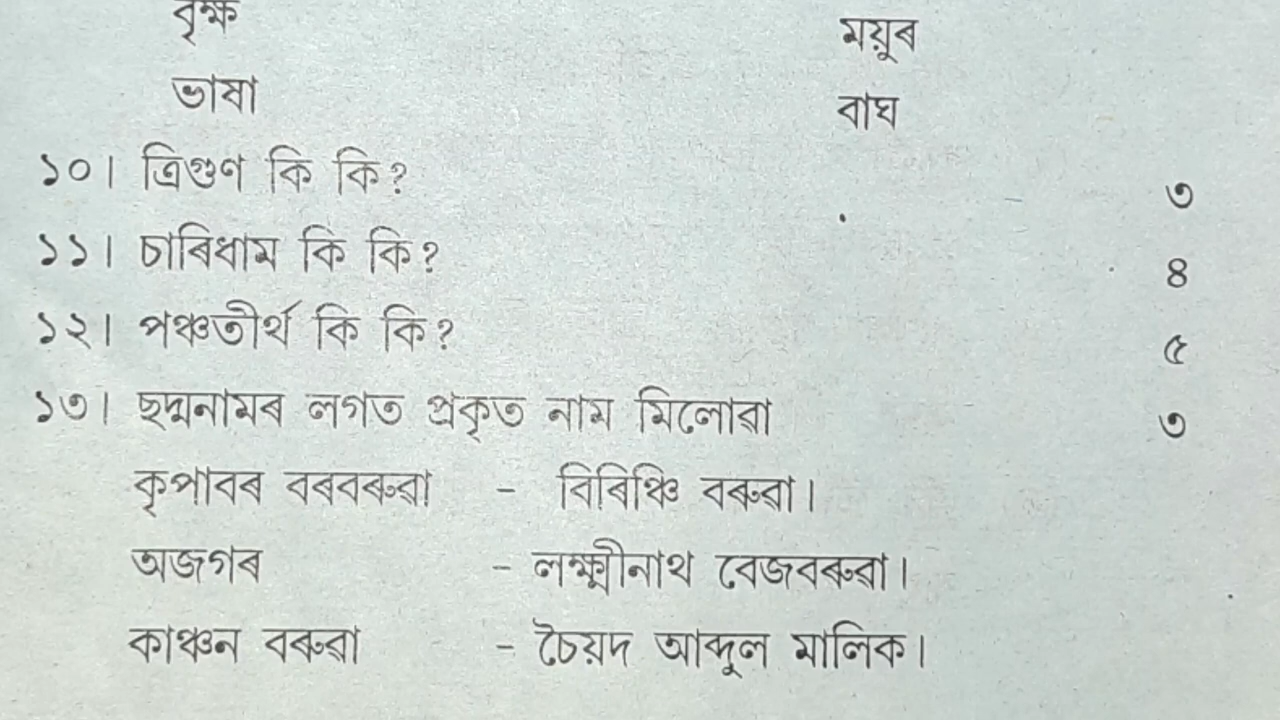 বৃক্ষ ময়ুৰ
ভাষা বাঘ
১০। ত্ৰিগুণ কি কি? ৩
১১। চাৰিধাম কি কি? ৪
১২। পঞ্চতীৰ্থ কি কি? ৫
১৩। ছদ্মনামৰ লগত প্ৰকৃত নাম মিলোৱা ৩
কৃপাবৰ বৰবৰুৱা - বিৰিঞ্চি বৰুৱা।
অজগৰ - লক্ষ্মীনাথ বেজবৰুৱা।
কাঞ্চন বৰুৱা - চৈয়দ আব্দুল মালিক।